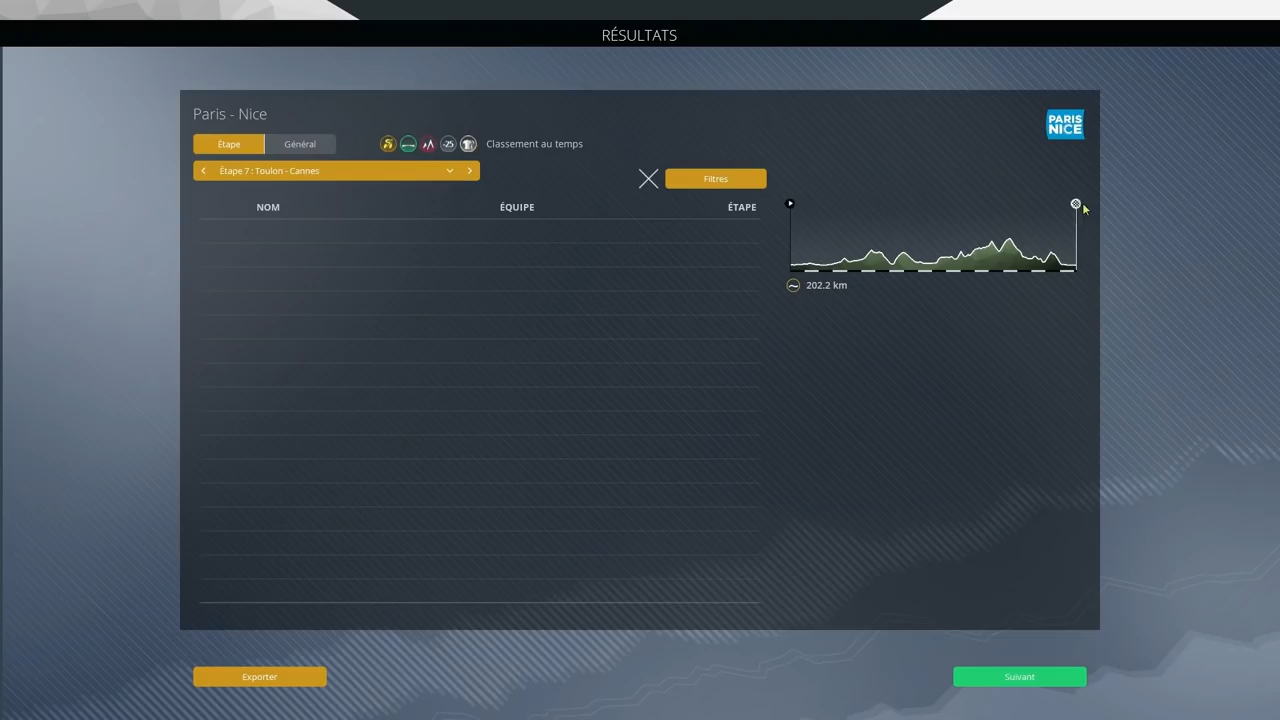 RÉSULTATS
Paris - Nice
PARIS
NICE
Étape
Général
-25
Classement au temps
Étape 7 : Toulon - Cannes
Filtres
NOM
ÉQUIPE
ÉTAPE
202.2 km
Exporter
Suivant